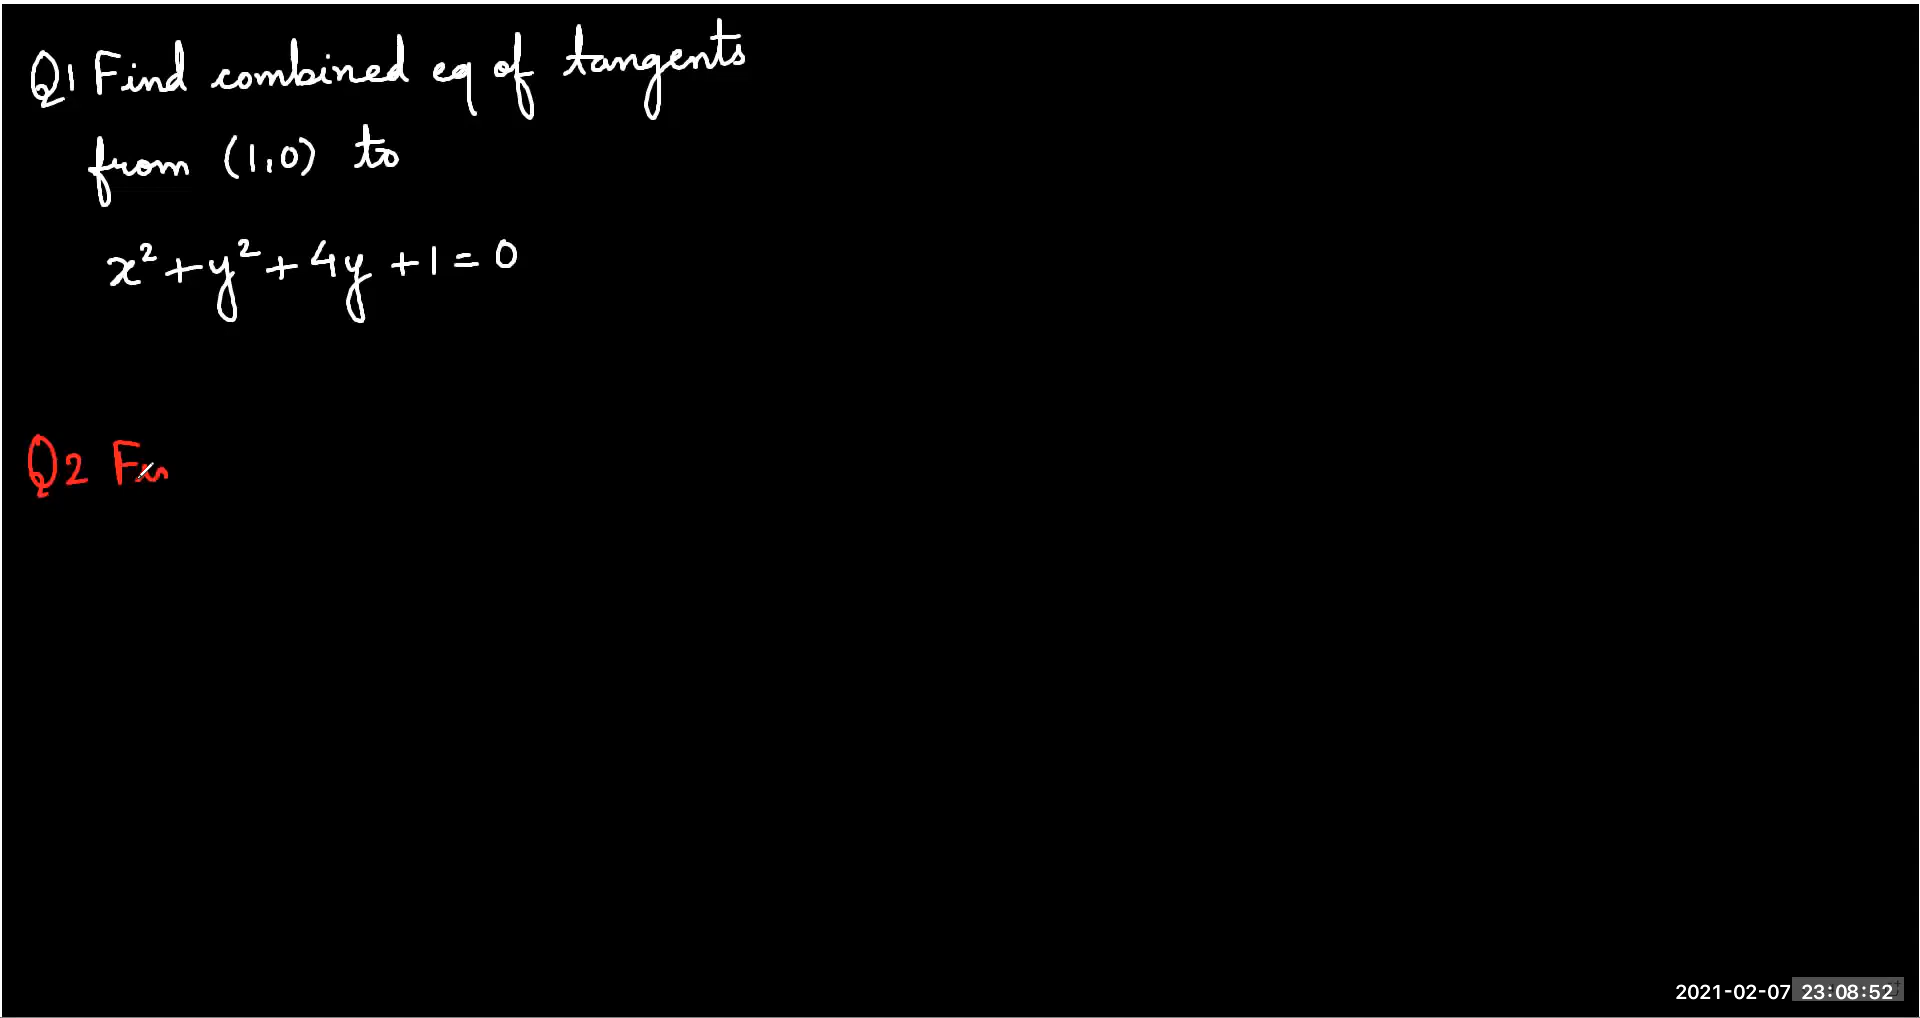 Q1 Find combined eq of tangents
from (1,0) to
x² + y² + 4y + 1 = 0
Q2 Fin
2021-02-07 23:08:52